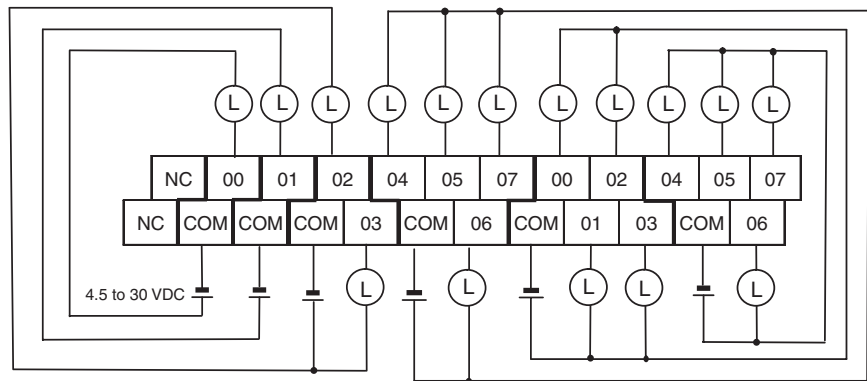 L L L L L L L L L L L
NC 00 01 02 04 05 07 00 02 04 05 07
NC COM COM COM 03 COM 06 COM 01 03 COM 06
L L L L L
4.5 to 30 VDC